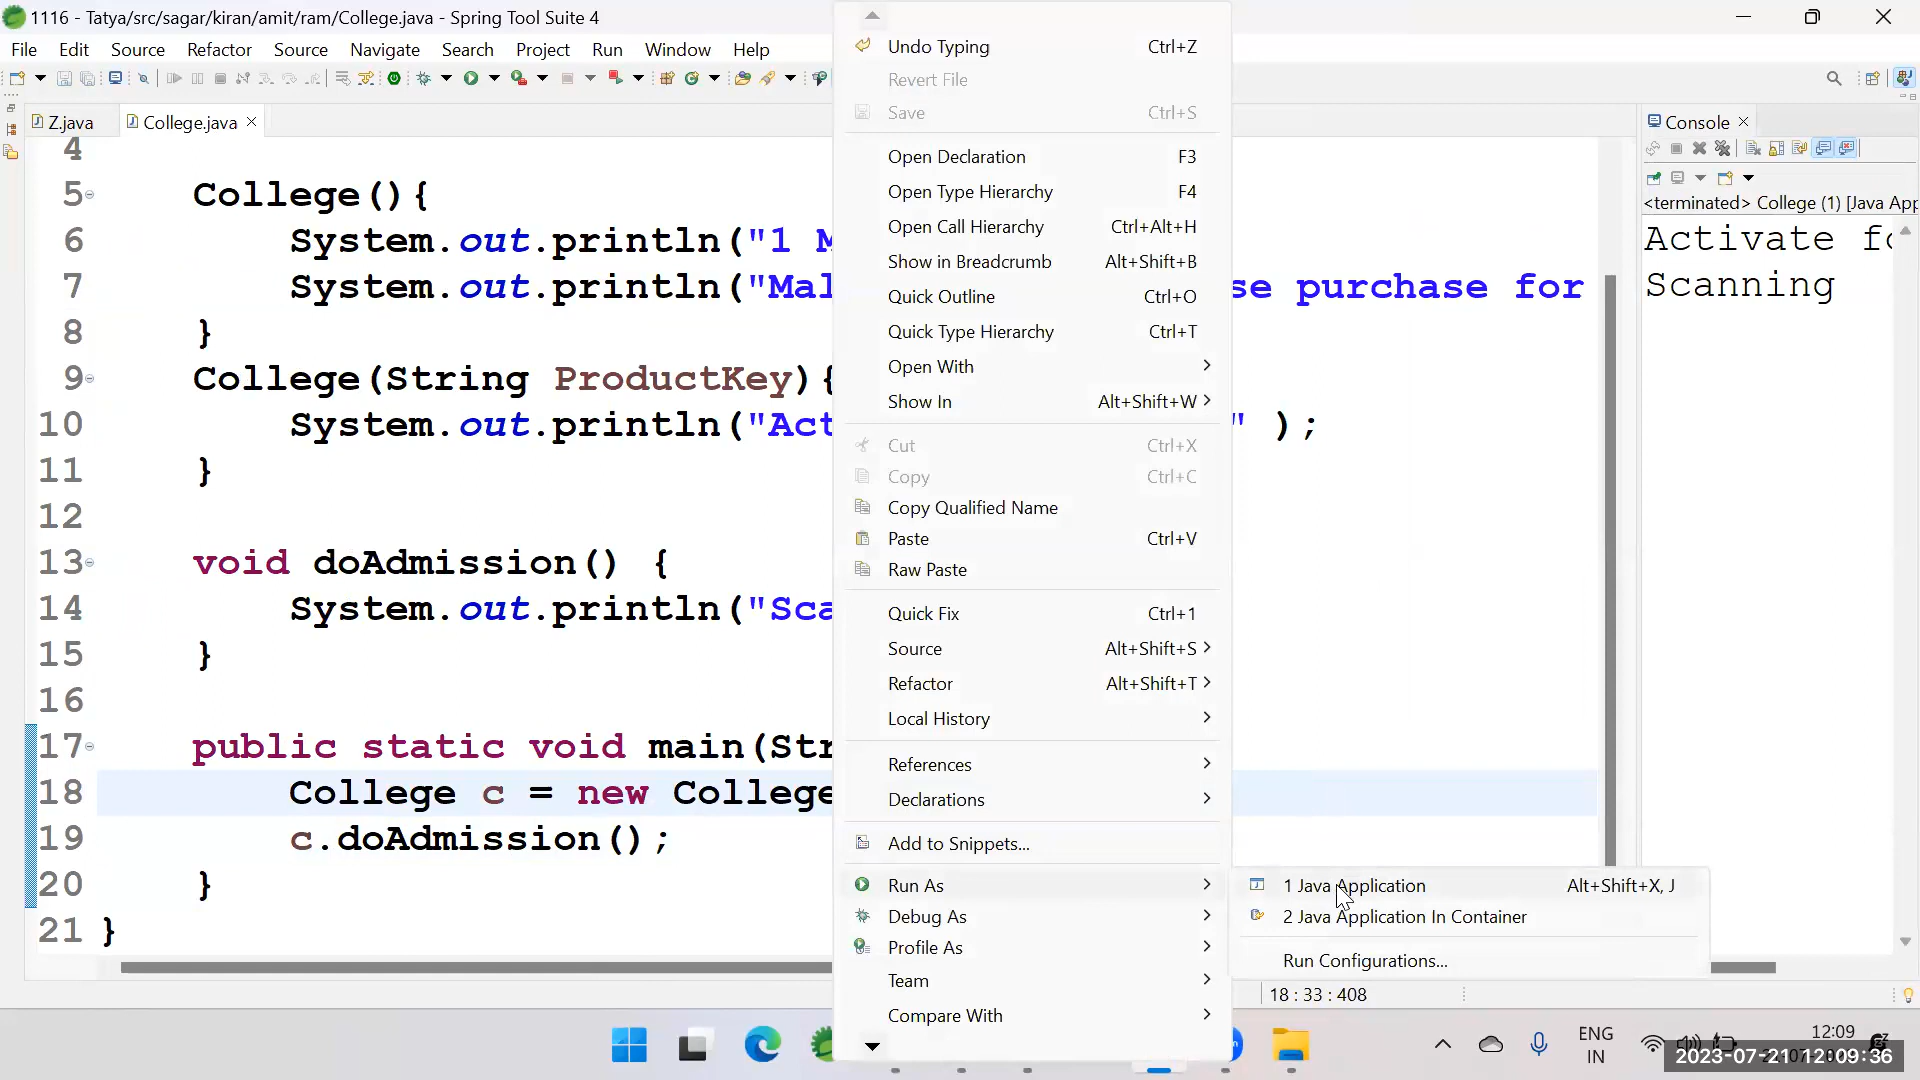 1116 - Tatya/src/sagar/kiran/amit/ram/College.java - Spring Tool Suite 4
File Edit Source Refactor Source Navigate Search Project Run Window Help
Z.java College.java
4
5 College(){
6 System.out.println("1 M
7 System.out.println("Mal se purchase for
8 }
9 College(String ProductKey){
10 System.out.println("Act " );
11 }
12
13 void doAdmission() {
14 System.out.println("Sca
15 }
16
17 public static void main(Str
18 College c = new College
19 c.doAdmission();
20 }
21 }
Undo Typing Ctrl+Z
Revert File
Save Ctrl+S
Open Declaration F3
Open Type Hierarchy F4
Open Call Hierarchy Ctrl+Alt+H
Show in Breadcrumb Alt+Shift+B
Quick Outline Ctrl+O
Quick Type Hierarchy Ctrl+T
Open With
Show In Alt+Shift+W
Cut Ctrl+X
Copy Ctrl+C
Copy Qualified Name
Paste Ctrl+V
Raw Paste
Quick Fix Ctrl+1
Source Alt+Shift+S
Refactor Alt+Shift+T
Local History
References
Declarations
Add to Snippets...
Run As
Debug As
Profile As
Team
Compare With
1 Java Application Alt+Shift+X, J
2 Java Application In Container
Run Configurations...
Console
<terminated> College (1) [Java App
Activate fo
Scanning
18 : 33 : 408
ENG
IN
12:09
2023-07-21 12:09:36